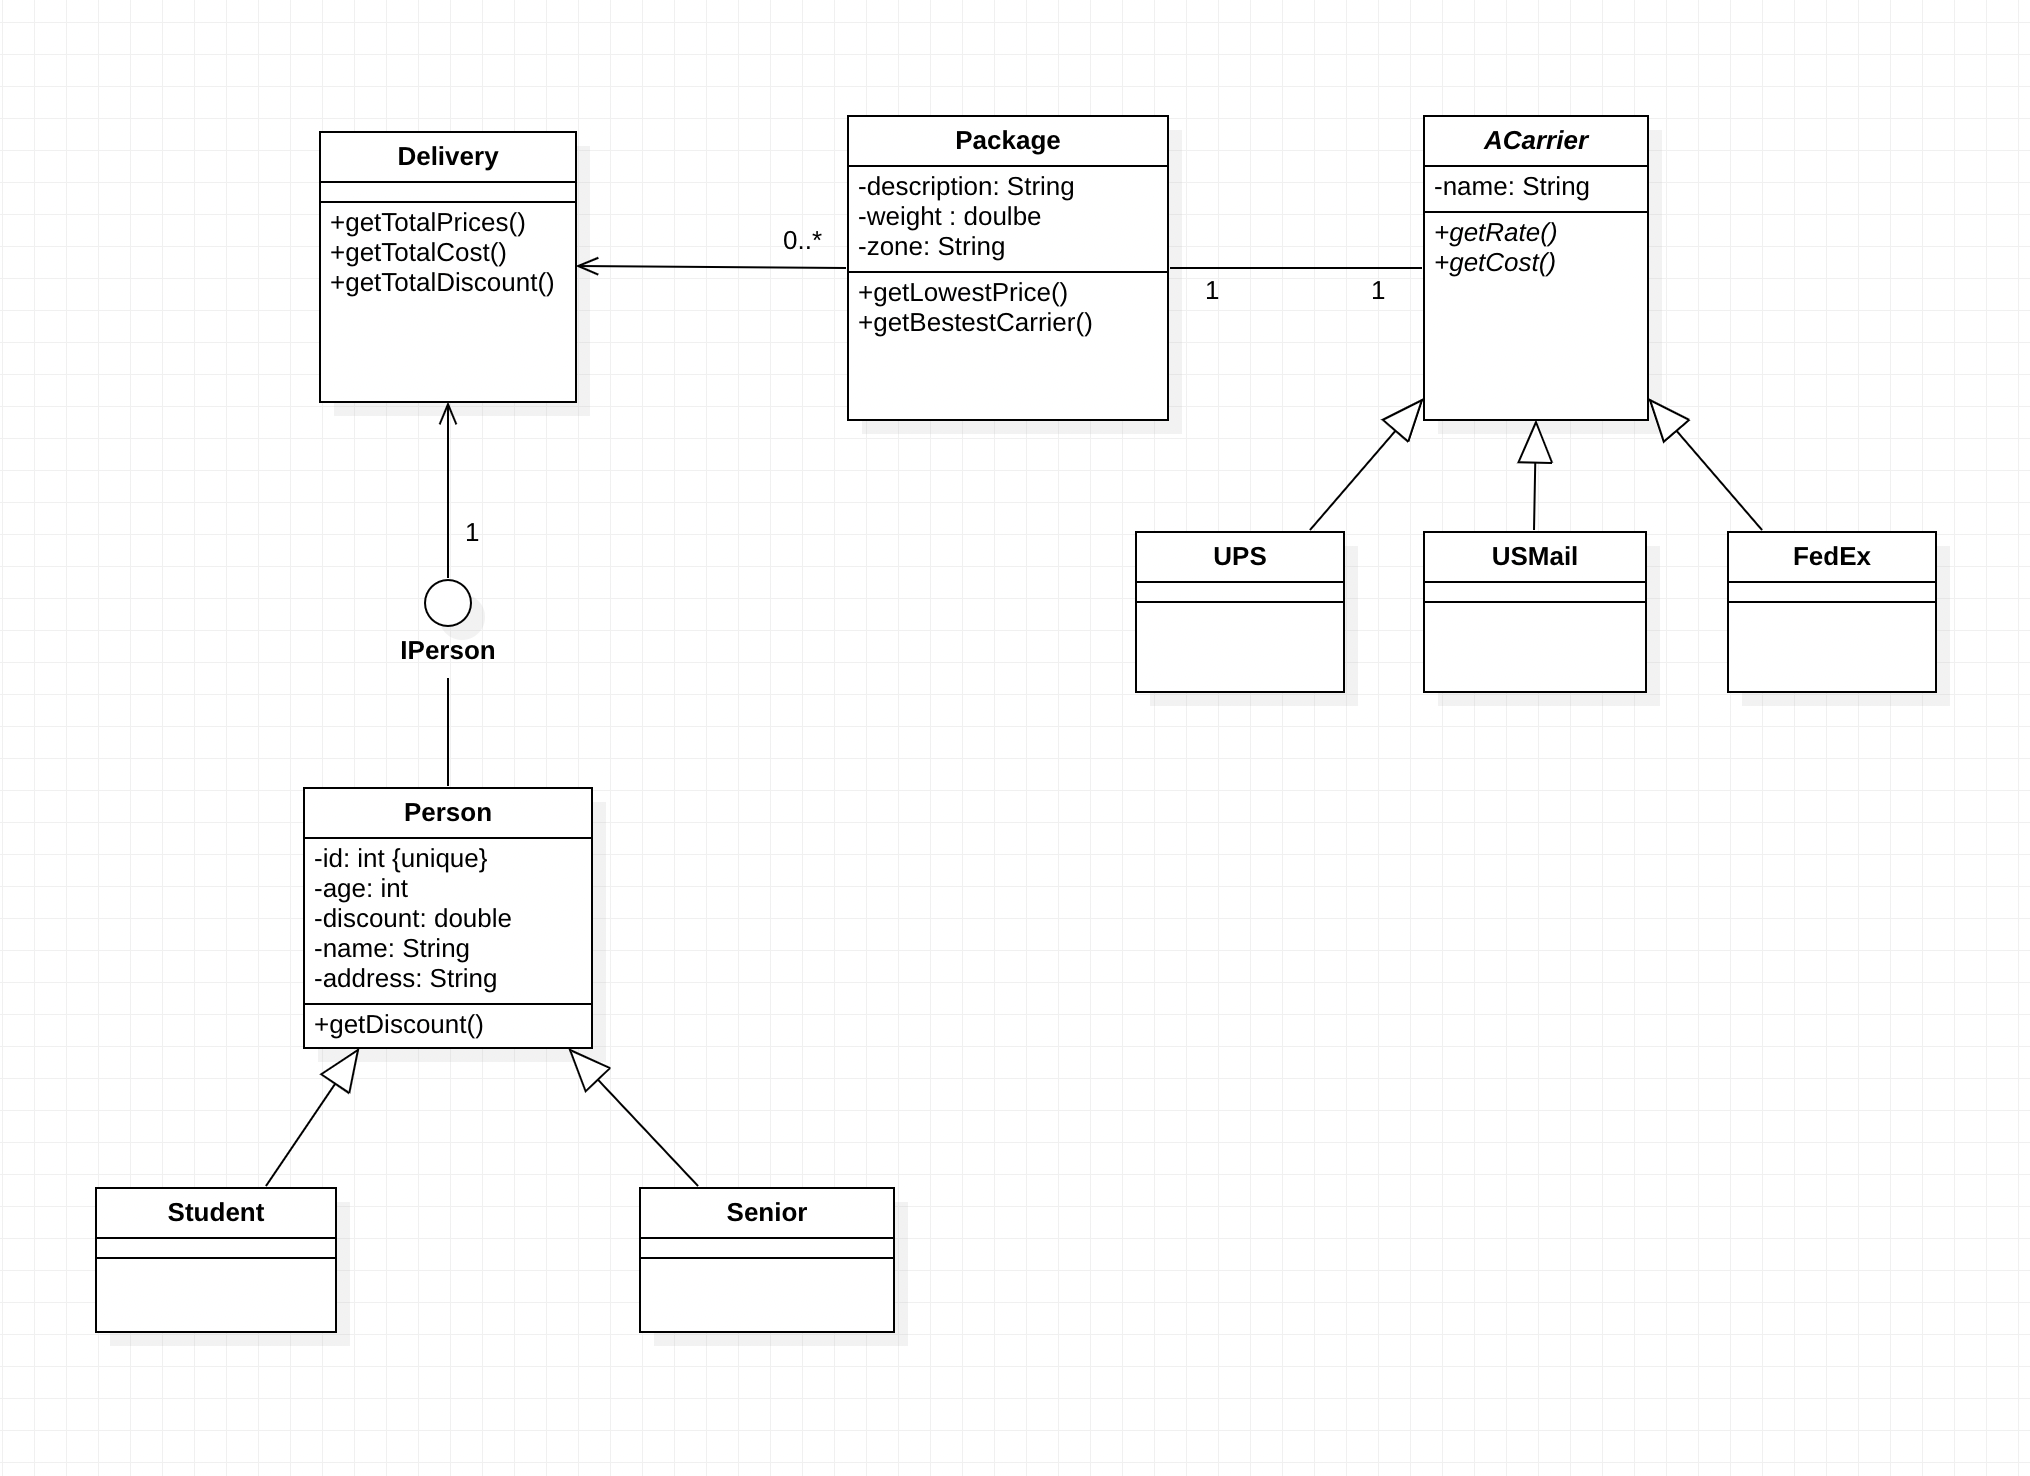 Delivery
+getTotalPrices()
+getTotalCost()
+getTotalDiscount()
0..*
Package
-description: String
-weight : doulbe
-zone: String
+getLowestPrice()
+getBestestCarrier()
1
1
ACarrier
-name: String
+getRate()
+getCost()
UPS
USMail
FedEx
1
IPerson
Person
-id: int {unique}
-age: int
-discount: double
-name: String
-address: String
+getDiscount()
Student
Senior